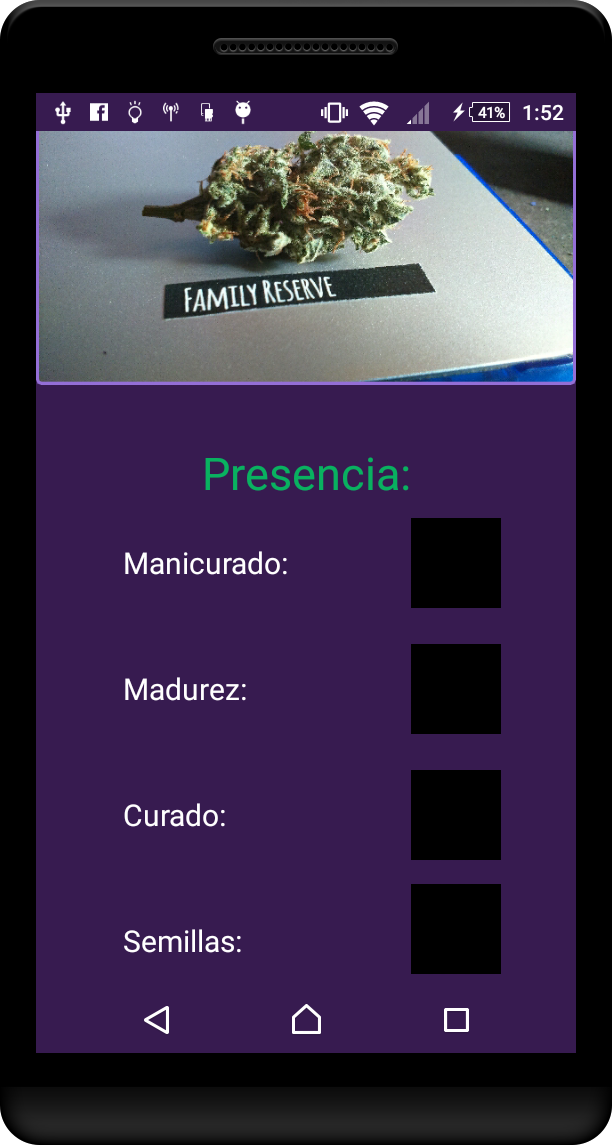 41% 1:52
FAMILY RESERVE
Presencia:
Manicurado:
Madurez:
Curado:
Semillas: